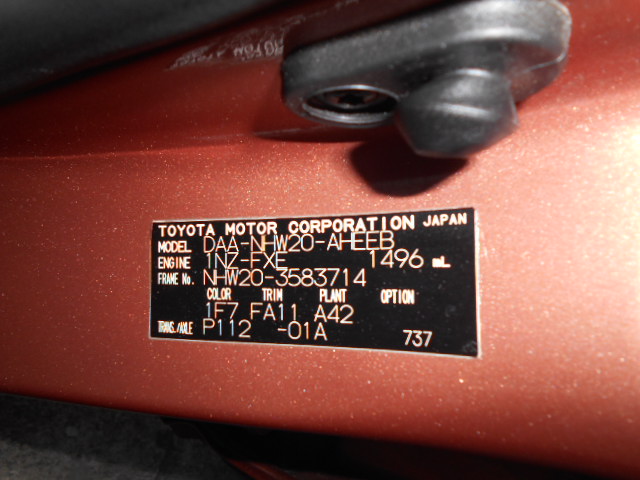 TOYOTA MOTOR CORPORATION JAPAN
MODEL DAA-NHW20-AHEEB
ENGINE 1NZ-FXE 1496 mL
FRAME No. NHW20-3583714
COLOR TRIM PLANT OPTION
1F7 FA11 A42
TRANS./AXLE P112 -01A 737